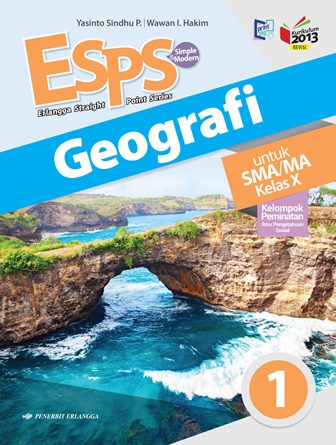 Yasinto Sindhu P. | Wawan I. Hakim
Kurikulum
2013
REVISI
print
ESPS
Simple
&Modern
Erlangga Straight Point Series
Geografi
untuk
SMA/MA
Kelas X
Kelompok
Peminatan
Ilmu Pengetahuan
Sosial
1
PENERBIT ERLANGGA